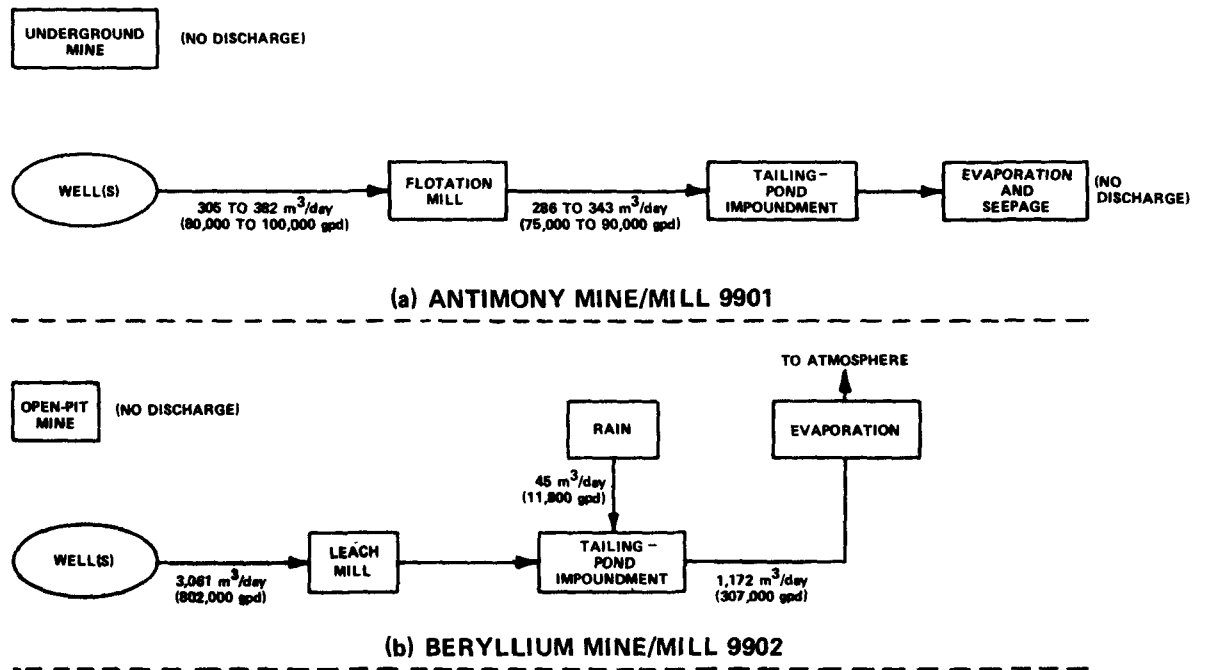 UNDERGROUND
MINE
(NO DISCHARGE)
WELL(S)
305 TO 382 m³/day
(80,000 TO 100,000 gpd)
FLOTATION
MILL
286 TO 343 m³/day
(75,000 TO 90,000 gpd)
TAILING-
POND
IMPOUNDMENT
EVAPORATION
AND
SEEPAGE
(NO
DISCHARGE)
(a) ANTIMONY MINE/MILL 9901
TO ATMOSPHERE
OPEN-PIT
MINE
(NO DISCHARGE)
RAIN
EVAPORATION
45 m³/day
(11,800 gpd)
WELL(S)
3,061 m³/day
(802,000 gpd)
LEACH
MILL
TAILING-
POND
IMPOUNDMENT
1,172 m³/day
(307,000 gpd)
(b) BERYLLIUM MINE/MILL 9902